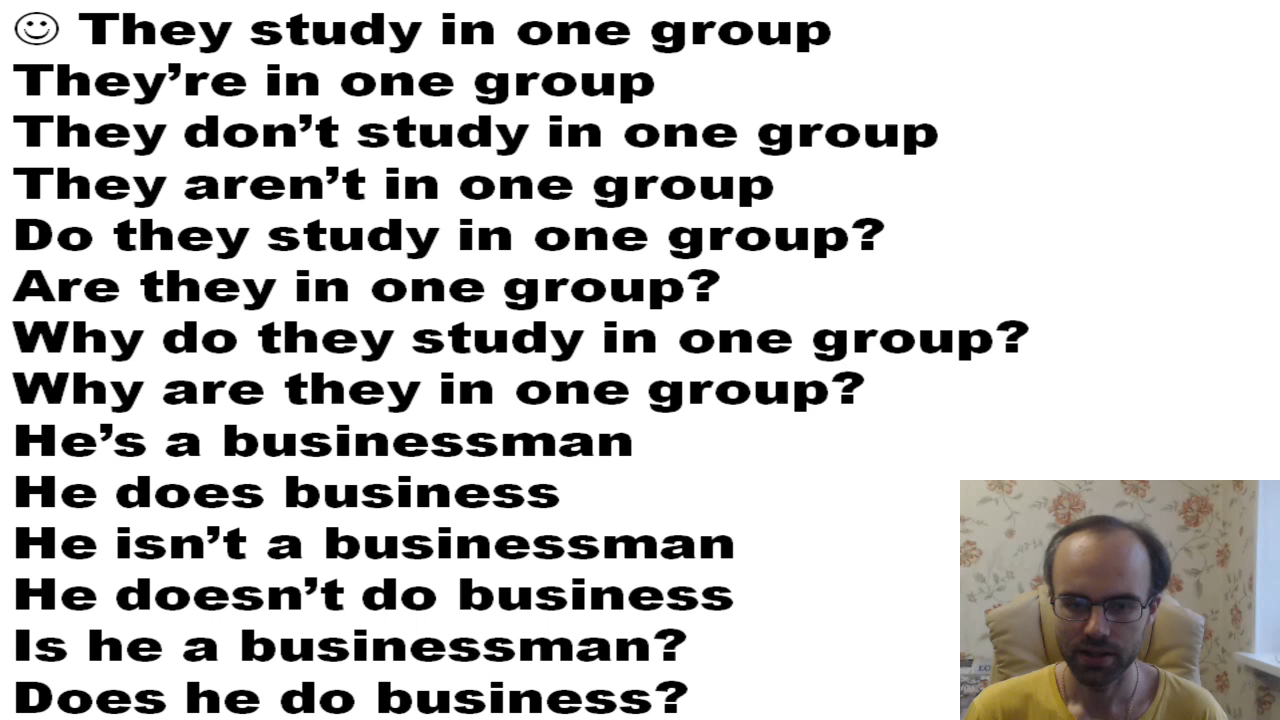 ☺ They study in one group
They’re in one group
They don’t study in one group
They aren’t in one group
Do they study in one group?
Are they in one group?
Why do they study in one group?
Why are they in one group?
He’s a businessman
He does business
He isn’t a businessman
He doesn’t do business
Is he a businessman?
Does he do business?